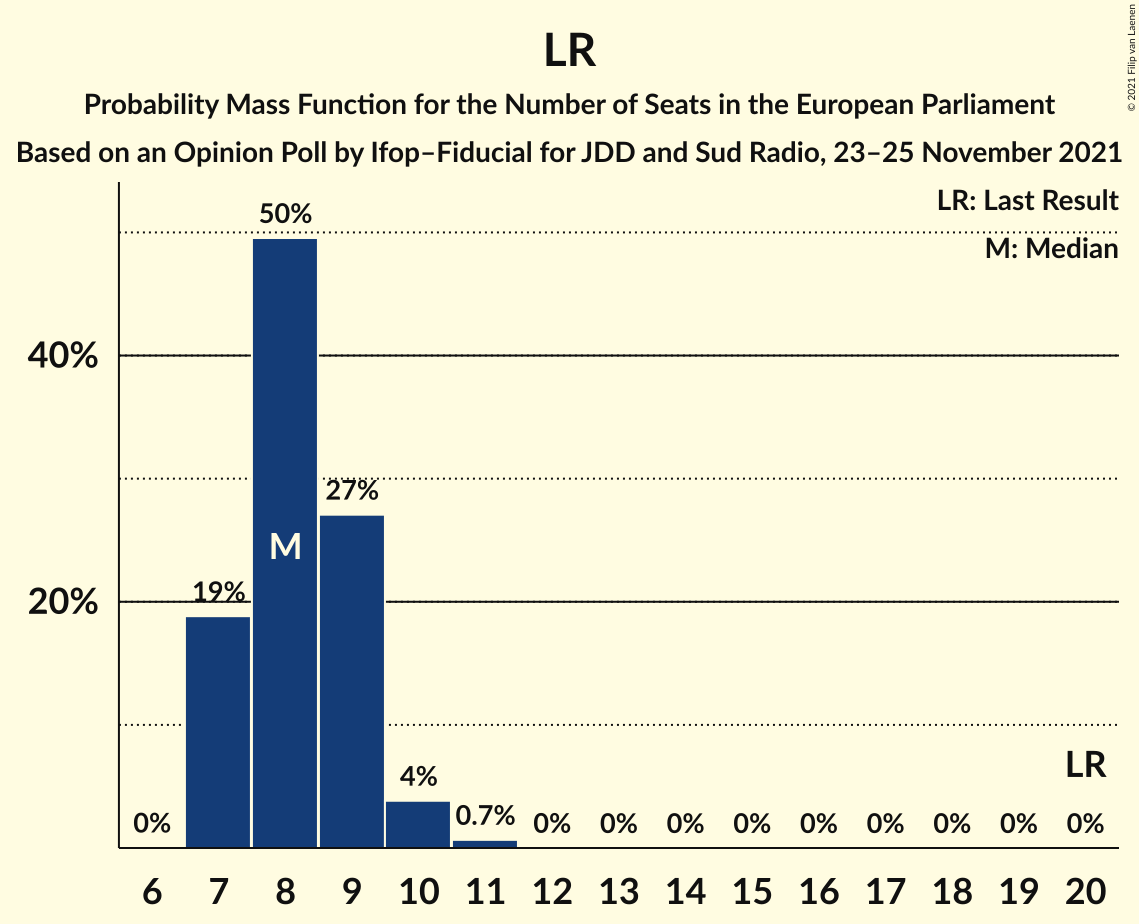 LR
Probability Mass Function for the Number of Seats in the European Parliament
Based on an Opinion Poll by Ifop–Fiducial for JDD and Sud Radio, 23–25 November 2021
© 2021 Filip van Laenen
LR: Last Result
M: Median
50%
40%
27%
M
19%
20%
LR
4%
0.7%
0% 0% 0% 0% 0% 0% 0% 0% 0% 0%
6 7 8 9 10 11 12 13 14 15 16 17 18 19 20